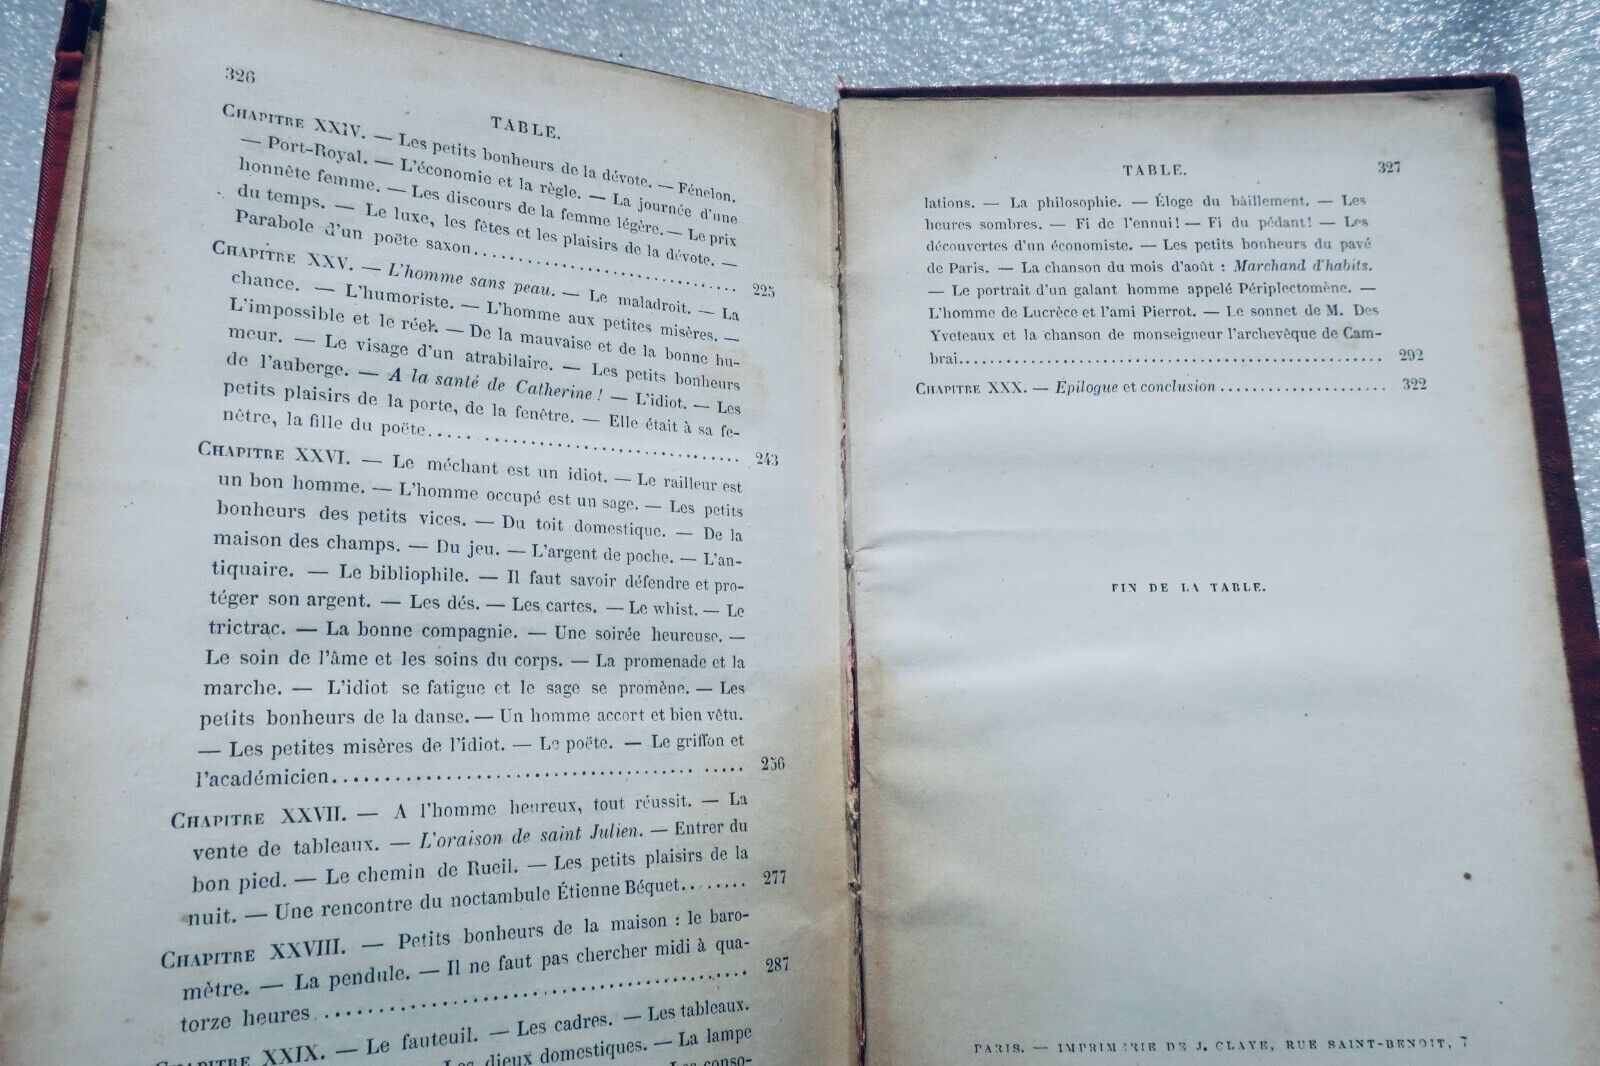 326
TABLE.
CHAPITRE XXIV. — Les petits bonheurs de la dévote. — Fénelon.
— Port-Royal. — L'économie et la règle. — La journée d'une
honnête femme. — Les discours de la femme légère. — Le prix
du temps. — Le luxe, les fêtes et les plaisirs de la dévote. —
Parabole d'un poëte saxon.............................. 225
CHAPITRE XXV. — L'homme sans peau. — Le maladroit. — La
chance. — L'humoriste. — L'homme aux petites misères. —
L'impossible et le réel. — De la mauvaise et de la bonne hu-
meur. — Le visage d'un atrabilaire. — Les petits bonheurs
de l'auberge. — A la santé de Catherine ! — L'idiot. — Les
petits plaisirs de la porte, de la fenêtre. — Elle était à sa fe-
nêtre, la fille du poëte.................................. 243
CHAPITRE XXVI. — Le méchant est un idiot. — Le railleur est
un bon homme. — L'homme occupé est un sage. — Les petits
bonheurs des petits vices. — Du toit domestique. — De la
maison des champs. — Du jeu. — L'argent de poche. — L'an-
tiquaire. — Le bibliophile. — Il faut savoir défendre et pro-
téger son argent. — Les dés. — Les cartes. — Le whist. — Le
trictrac. — La bonne compagnie. — Une soirée heureuse. —
Le soin de l'âme et les soins du corps. — La promenade et la
marche. — L'idiot se fatigue et le sage se promène. — Les
petits bonheurs de la danse. — Un homme accort et bien vêtu.
— Les petites misères de l'idiot. — Le poëte. — Le griffon et
l'académicien.......................................... 256
CHAPITRE XXVII. — A l'homme heureux, tout réussit. — La
vente de tableaux. — L'oraison de saint Julien. — Entrer du
bon pied. — Le chemin de Rueil. — Les petits plaisirs de la
nuit. — Une rencontre du noctambule Étienne Béquet........ 277
CHAPITRE XXVIII. — Petits bonheurs de la maison : le baro-
mètre. — La pendule. — Il ne faut pas chercher midi à qua-
torze heures.......................................... 287
CHAPITRE XXIX. — Le fauteuil. — Les cadres. — Les tableaux.
Les dieux domestiques. — La lampe
Les conso-
TABLE. 327
lations. — La philosophie. — Éloge du bâillement. — Les
heures sombres. — Fi de l'ennui ! — Fi du pédant ! — Les
découvertes d'un économiste. — Les petits bonheurs du pavé
de Paris. — La chanson du mois d'août : Marchand d'habits.
— Le portrait d'un galant homme appelé Périplectomène. —
L'homme de Lucrèce et l'ami Pierrot. — Le sonnet de M. Des
Yveteaux et la chanson de monseigneur l'archevêque de Cam-
brai.................................................. 292
CHAPITRE XXX. — Epilogue et conclusion..................... 322
FIN DE LA TABLE.
PARIS. — IMPRIMERIE DE J. CLAYE, RUE SAINT-BENOIT, 7